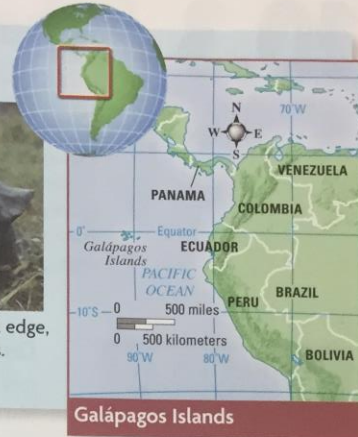 N
W E
S
70°W
VENEZUELA
PANAMA
COLOMBIA
0° Equator
Galápagos
Islands
ECUADOR
PACIFIC
OCEAN
PERU
BRAZIL
10°S
0 500 miles
0 500 kilometers
90°W 80°W
BOLIVIA
edge,
Galápagos Islands